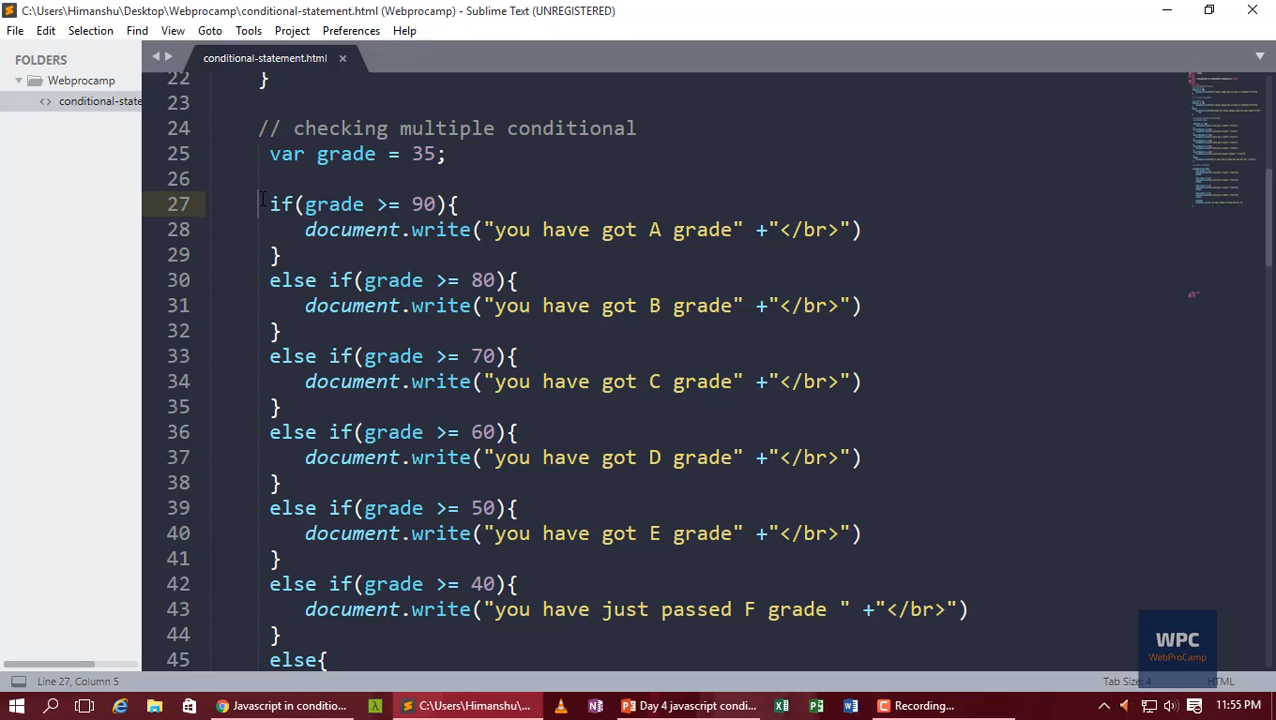 C:\Users\Himanshu\Desktop\Webprocamp\conditional-statement.html (Webprocamp) - Sublime Text (UNREGISTERED)
File Edit Selection Find View Goto Tools Project Preferences Help
FOLDERS
Webprocamp
<> conditional-state
conditional-statement.html ×
22 }
23
24 // checking multiple conditional
25 var grade = 35;
26
27 if(grade >= 90){
28 document.write("you have got A grade" +"</br>")
29 }
30 else if(grade >= 80){
31 document.write("you have got B grade" +"</br>")
32 }
33 else if(grade >= 70){
34 document.write("you have got C grade" +"</br>")
35 }
36 else if(grade >= 60){
37 document.write("you have got D grade" +"</br>")
38 }
39 else if(grade >= 50){
40 document.write("you have got E grade" +"</br>")
41 }
42 else if(grade >= 40){
43 document.write("you have just passed F grade " +"</br>")
44 }
45 else{
WPC
WebProCamp
Line 27, Column 5
Tab Size: 4
HTML
Javascript in conditio...
C:\Users\Himanshu\...
Day 4 javascript condi...
Recording...
11:55 PM